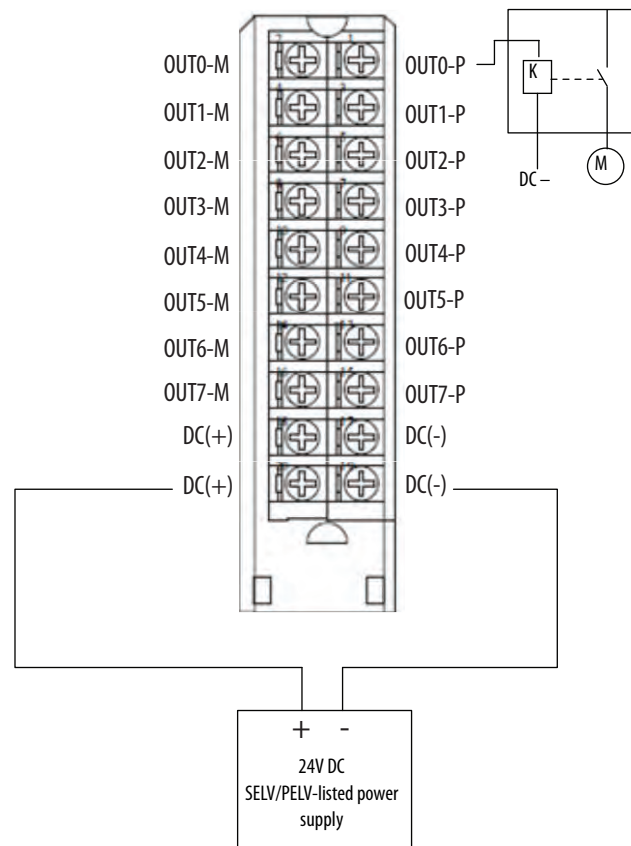 OUT0-M OUT0-P
OUT1-M OUT1-P
OUT2-M OUT2-P
OUT3-M OUT3-P
OUT4-M OUT4-P
OUT5-M OUT5-P
OUT6-M OUT6-P
OUT7-M OUT7-P
DC(+) DC(-)
DC(+) DC(-)
K
DC –
M
+ -
24V DC
SELV/PELV-listed power
supply